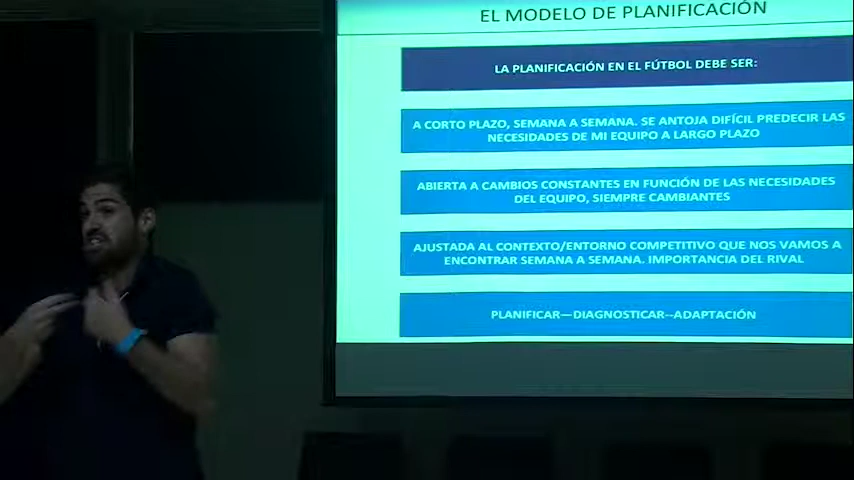 EL MODELO DE PLANIFICACIÓN
LA PLANIFICACIÓN EN EL FÚTBOL DEBE SER:
A CORTO PLAZO, SEMANA A SEMANA. SE ANTOJA DIFÍCIL PREDECIR LAS
NECESIDADES DE MI EQUIPO A LARGO PLAZO
ABIERTA A CAMBIOS CONSTANTES EN FUNCIÓN DE LAS NECESIDADES
DEL EQUIPO, SIEMPRE CAMBIANTES
AJUSTADA AL CONTEXTO/ENTORNO COMPETITIVO QUE NOS VAMOS A
ENCONTRAR SEMANA A SEMANA. IMPORTANCIA DEL RIVAL
PLANIFICAR—DIAGNOSTICAR--ADAPTACIÓN